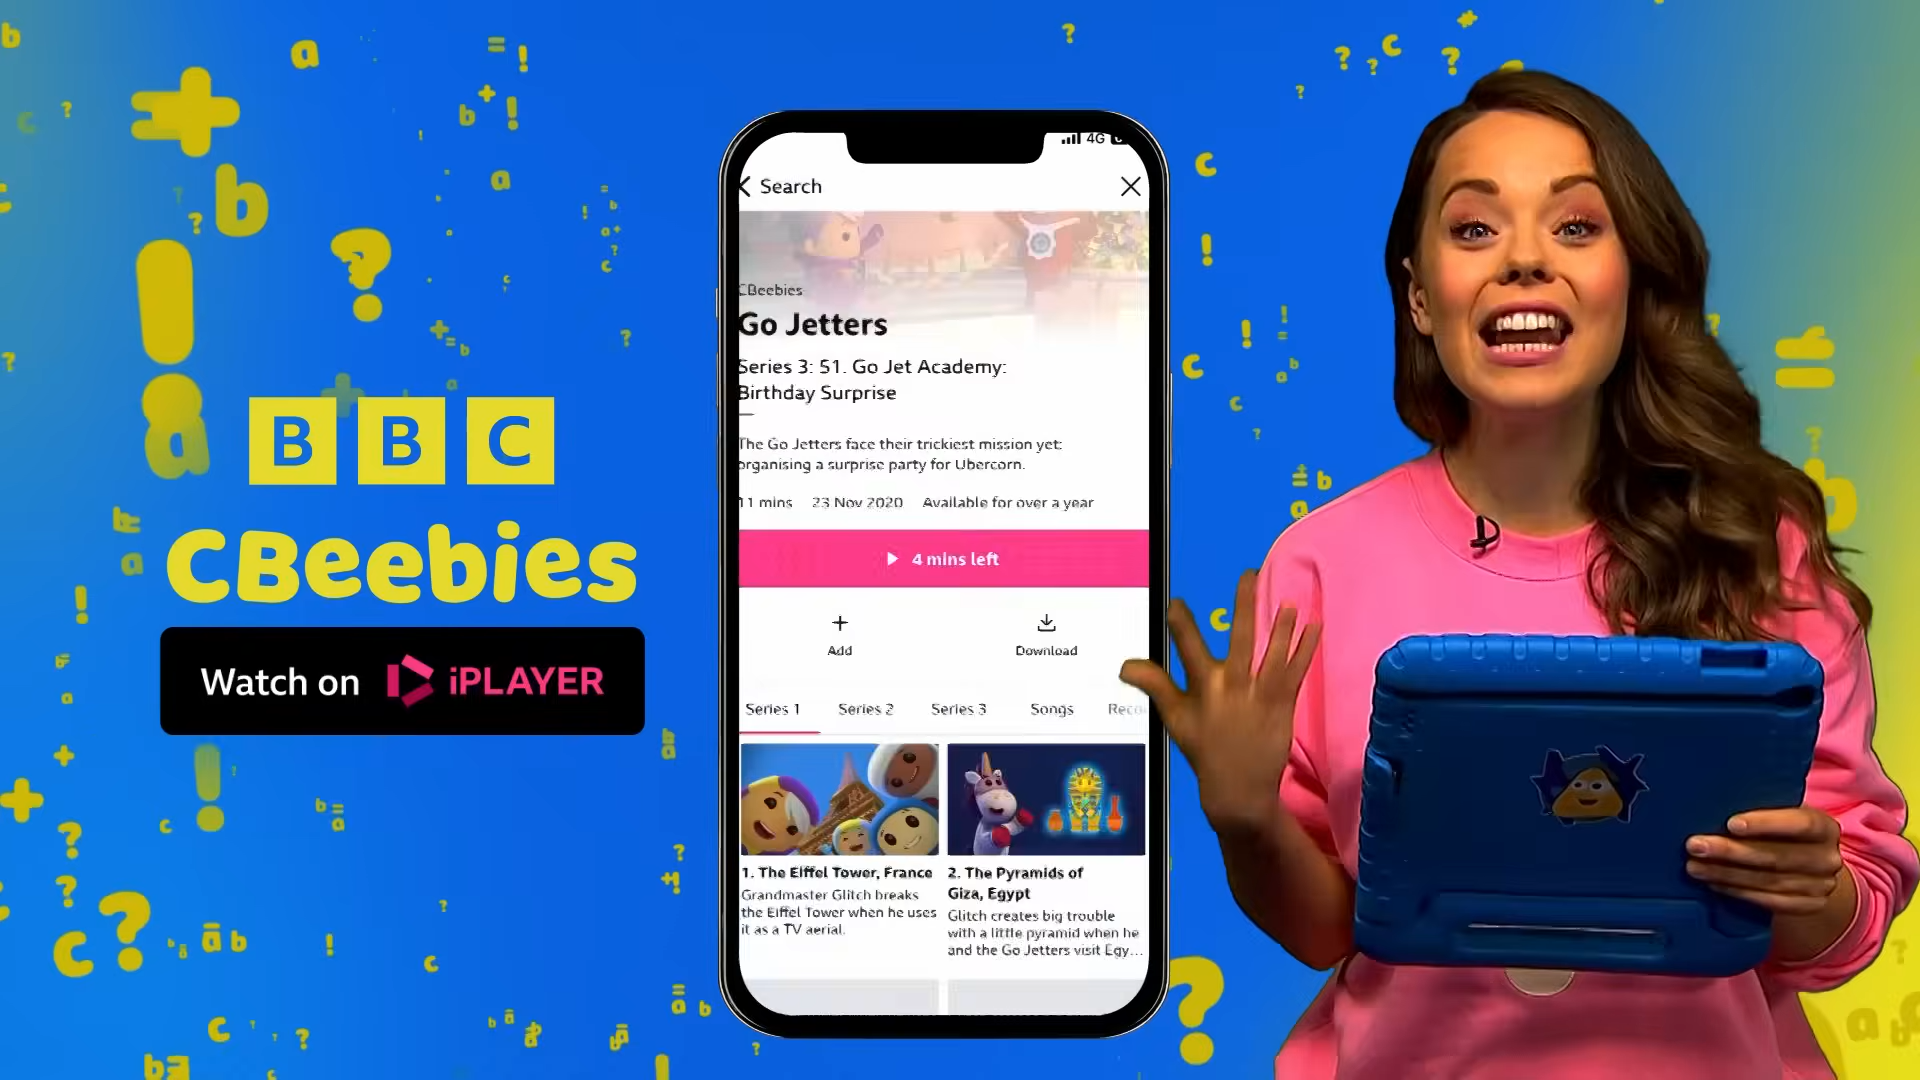 BBC
CBeebies
Watch on iPLAYER
4G
Search
CBeebies
Go Jetters
Series 3: 51. Go Jet Academy:
Birthday Surprise
The Go Jetters face their trickiest mission yet:
organising a surprise party for Ubercorn.
11 mins 23 Nov 2020 Available for over a year
4 mins left
Add Download
Series 1 Series 2 Series 3 Songs
1. The Eiffel Tower, France
Grandmaster Glitch breaks
the Eiffel Tower when he uses
it as a TV aerial.
2. The Pyramids of
Giza, Egypt
Glitch creates big trouble
with a little pyramid when he
and the Go Jetters visit Egy...